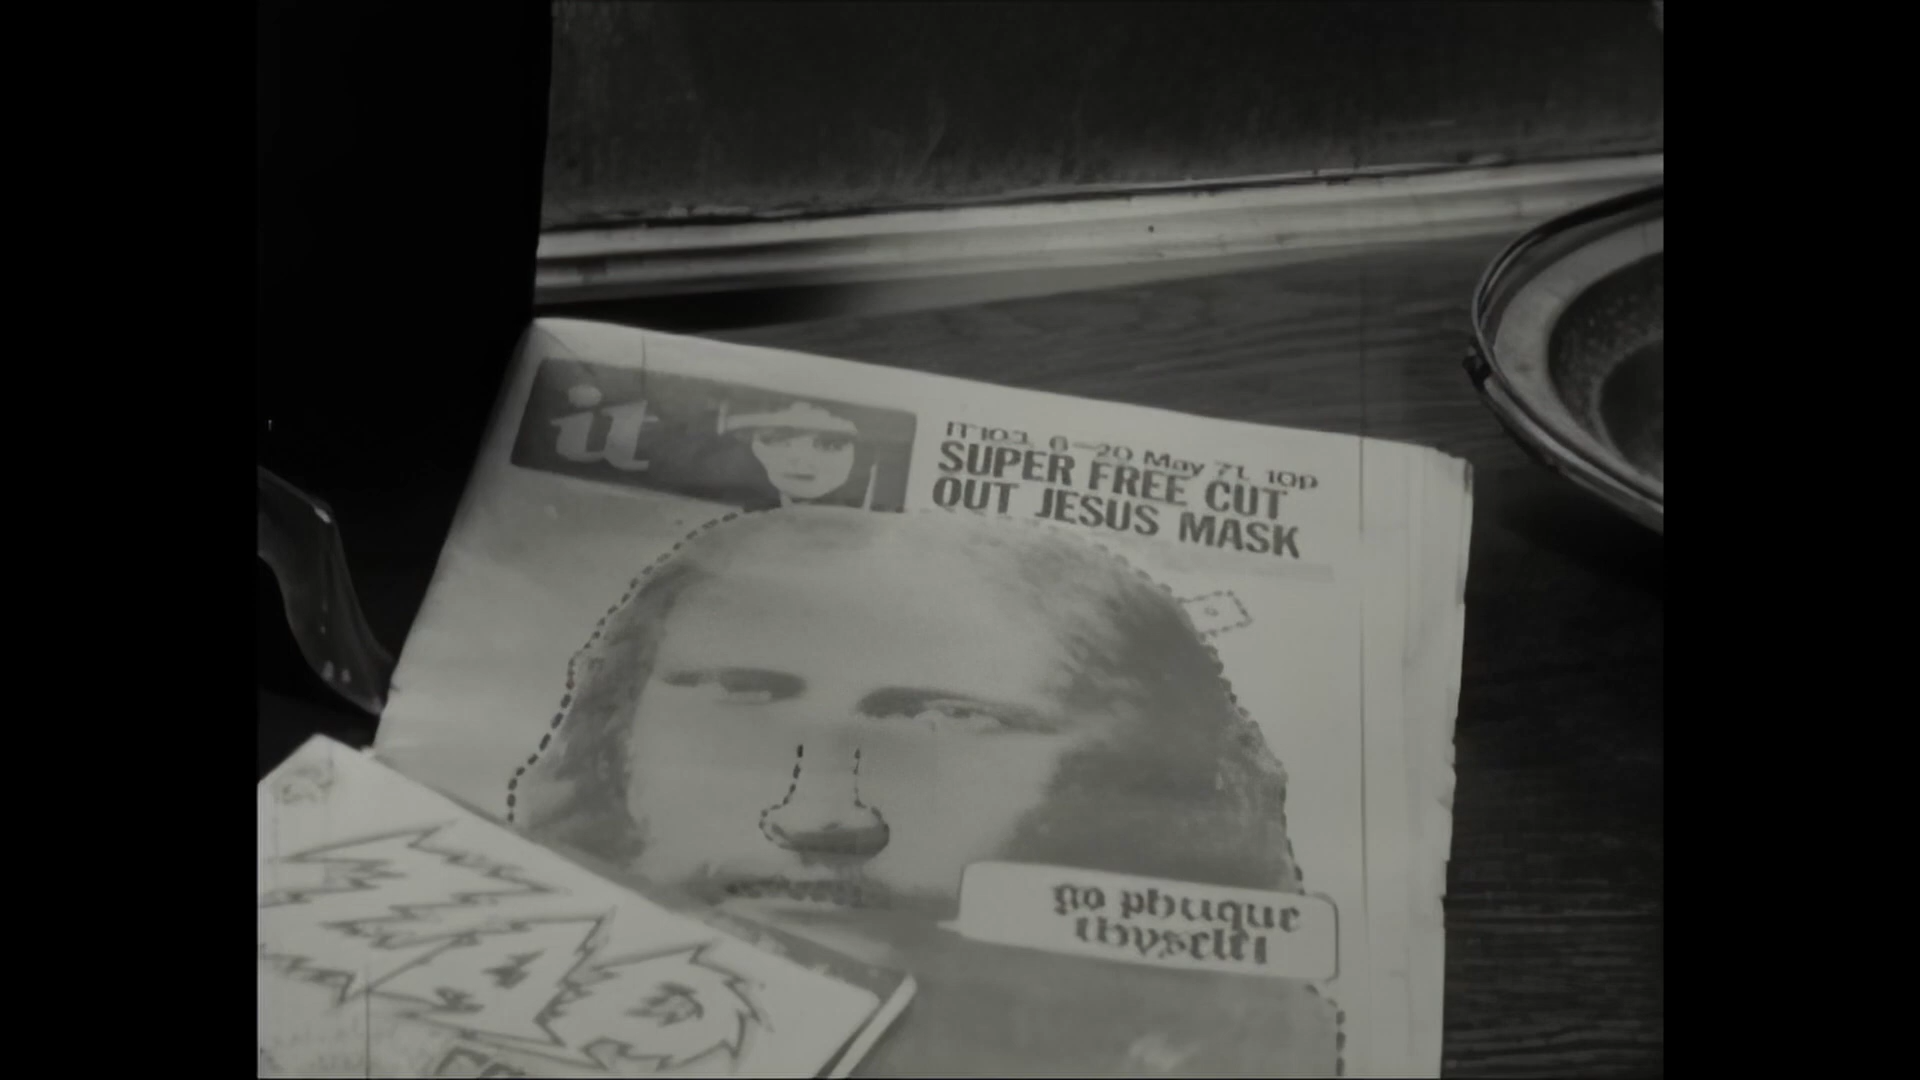 it
IT103. 6-20 May 71. 10p
SUPER FREE CUT
OUT JESUS MASK
go phuque
thyself!